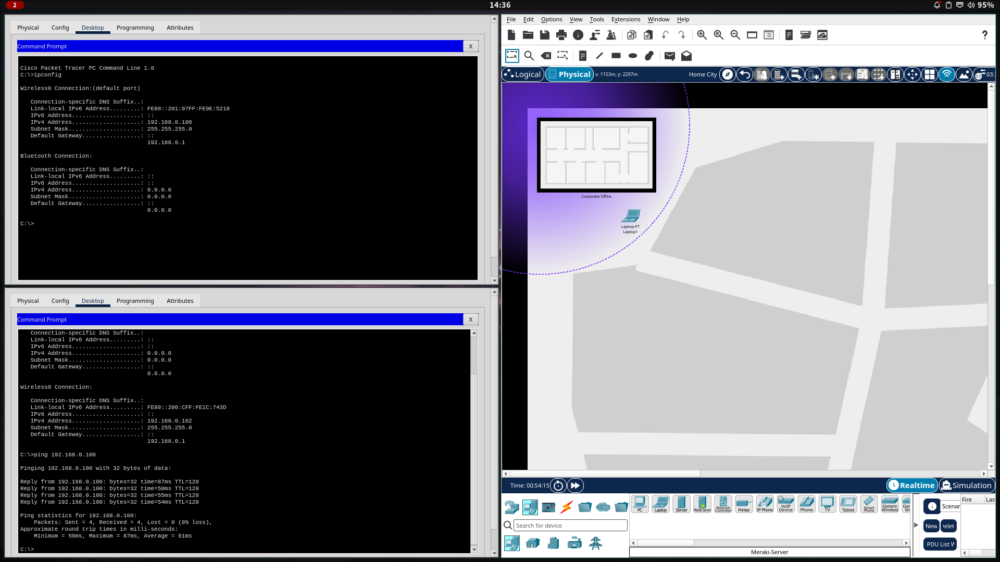 2
14:36
95%
Physical Config Desktop Programming Attributes
Command Prompt X
Cisco Packet Tracer PC Command Line 1.0
C:\>ipconfig
Wireless0 Connection:(default port)
Connection-specific DNS Suffix..:
Link-local IPv6 Address.........: FE80::201:97FF:FE9E:5218
IPv6 Address....................: ::
IPv4 Address....................: 192.168.0.100
Subnet Mask.....................: 255.255.255.0
Default Gateway.................: ::
192.168.0.1
Bluetooth Connection:
Connection-specific DNS Suffix..:
Link-local IPv6 Address.........: ::
IPv6 Address....................: ::
IPv4 Address....................: 0.0.0.0
Subnet Mask.....................: 0.0.0.0
Default Gateway.................: ::
0.0.0.0
C:\>
Physical Config Desktop Programming Attributes
Command Prompt X
Connection-specific DNS Suffix..:
Link-local IPv6 Address.........: ::
IPv6 Address....................: ::
IPv4 Address....................: 0.0.0.0
Subnet Mask.....................: 0.0.0.0
Default Gateway.................: ::
0.0.0.0
Wireless0 Connection:
Connection-specific DNS Suffix..:
Link-local IPv6 Address.........: FE80::200:CFF:FE1C:743D
IPv6 Address....................: ::
IPv4 Address....................: 192.168.0.102
Subnet Mask.....................: 255.255.255.0
Default Gateway.................: ::
192.168.0.1
C:\>ping 192.168.0.100
Pinging 192.168.0.100 with 32 bytes of data:
Reply from 192.168.0.100: bytes=32 time=87ms TTL=128
Reply from 192.168.0.100: bytes=32 time=50ms TTL=128
Reply from 192.168.0.100: bytes=32 time=55ms TTL=128
Reply from 192.168.0.100: bytes=32 time=54ms TTL=128
Ping statistics for 192.168.0.100:
Packets: Sent = 4, Received = 4, Lost = 0 (0% loss),
Approximate round trip times in milli-seconds:
Minimum = 50ms, Maximum = 87ms, Average = 61ms
C:\>
File Edit Options View Tools Extensions Window Help
?
Logical Physical x: 1153m, y: 2297m Home City 03:
Corporate Office
Laptop-PT
Laptop1
Time: 00:54:15 Realtime Simulation
PC Laptop Server Meraki Server Network Controller Printer IP Phone VoIP Device Phone TV Tablet Smart Phone Generic Wireless
Search for device
Meraki-Server
Scenar
New elet
PDU List W
Fire Las